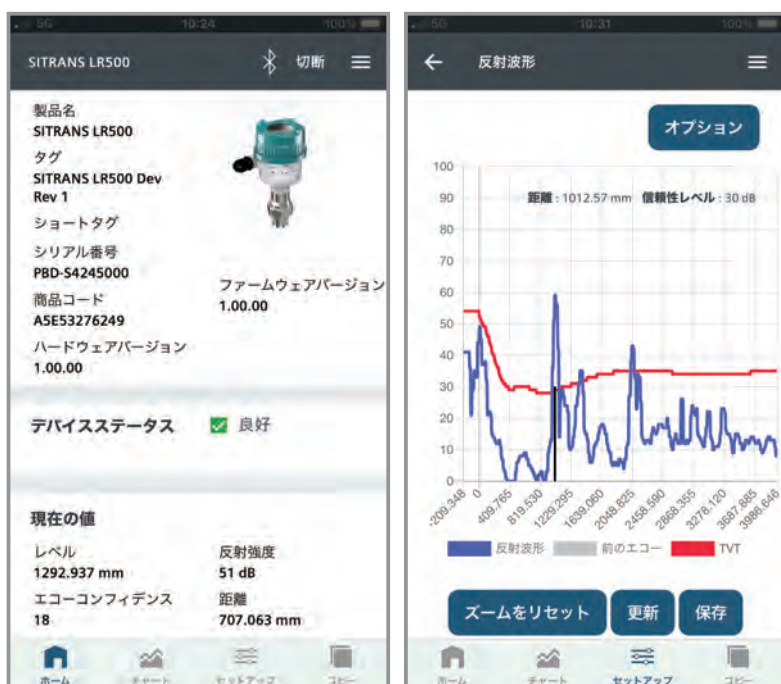 5G 10:24 100%
SITRANS LR500 切断
製品名
SITRANS LR500
タグ
SITRANS LR500 Dev
Rev 1
ショートタグ
シリアル番号
PBD-S4245000
商品コード
A5E53276249
ハードウェアバージョン
1.00.00
ファームウェアバージョン
1.00.00
デバイスステータス 良好
現在の値
レベル
1292.937 mm
反射強度
51 dB
エコーコンフィデンス
18
距離
707.063 mm
ホーム チャート セットアップ コピー
5G 10:31 100%
反射波形
オプション
距離 : 1012.57 mm 信頼性レベル : 30 dB
100
90
80
70
60
50
40
30
20
10
0
-209.348 0 409.765 819.530 1229.295 1639.060 2048.825 2458.590 2868.355 3278.120 3687.885 3986.646
反射波形 前のエコー TVT
ズームをリセット 更新 保存
ホーム チャート セットアップ コピー